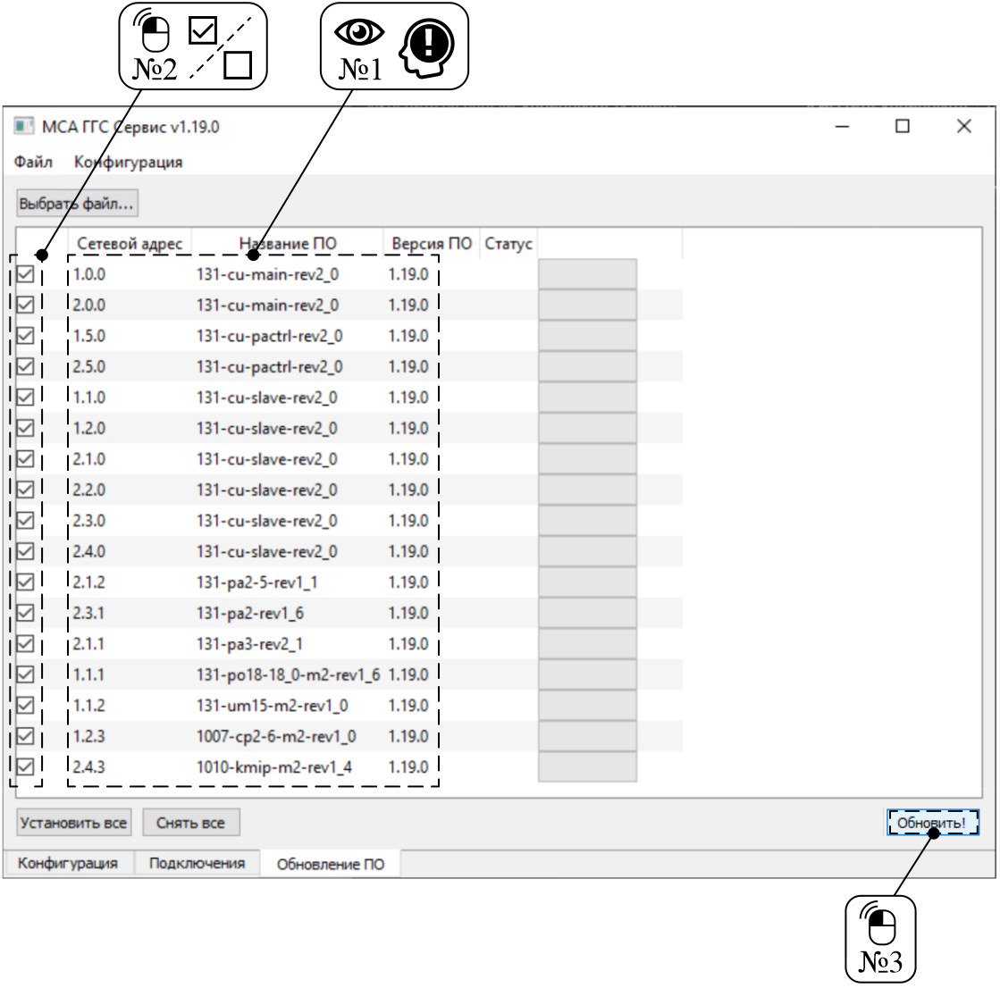 №2
№1
МСА ГГС Сервис v1.19.0
Файл Конфигурация
Выбрать файл...
Сетевой адрес Название ПО Версия ПО Статус
1.0.0 131-cu-main-rev2_0 1.19.0
2.0.0 131-cu-main-rev2_0 1.19.0
1.5.0 131-cu-pactrl-rev2_0 1.19.0
2.5.0 131-cu-pactrl-rev2_0 1.19.0
1.1.0 131-cu-slave-rev2_0 1.19.0
1.2.0 131-cu-slave-rev2_0 1.19.0
2.1.0 131-cu-slave-rev2_0 1.19.0
2.2.0 131-cu-slave-rev2_0 1.19.0
2.3.0 131-cu-slave-rev2_0 1.19.0
2.4.0 131-cu-slave-rev2_0 1.19.0
2.1.2 131-pa2-5-rev1_1 1.19.0
2.3.1 131-pa2-rev1_6 1.19.0
2.1.1 131-pa3-rev2_1 1.19.0
1.1.1 131-po18-18_0-m2-rev1_6 1.19.0
1.1.2 131-um15-m2-rev1_0 1.19.0
1.2.3 1007-cp2-6-m2-rev1_0 1.19.0
2.4.3 1010-kmip-m2-rev1_4 1.19.0
Установить все Снять все Обновить!
Конфигурация Подключения Обновление ПО
№3